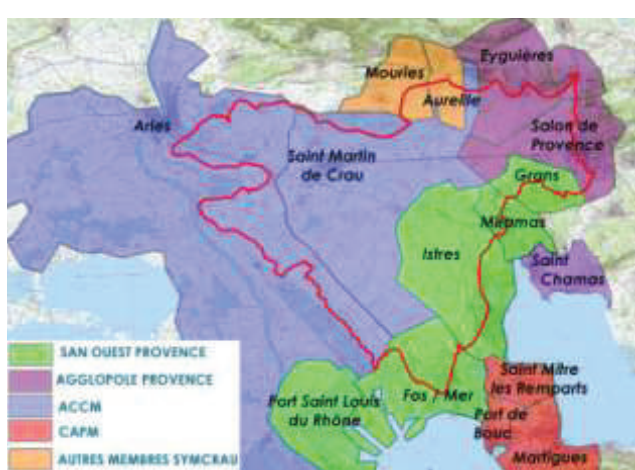 Eyguières
Mouriès
Aureille
Arles
Salon de
Provence
Saint Martin
de Crau
Grans
Miramas
Istres
Saint
Chamas
SAN OUEST PROVENCE
AGGLOPOLE PROVENCE
ACCM
CAPM
AUTRES MEMBRES SYMCRAU
Port Saint Louis
du Rhône
Fos / Mer
Saint Mitre
les Remparts
Port de
Bouc
Martigues